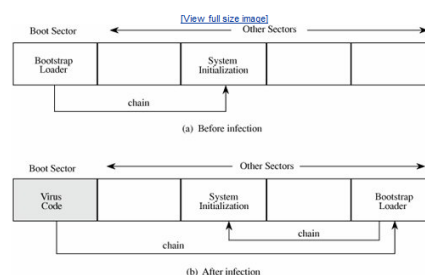 [View full size image]
Boot Sector Other Sectors
Bootstrap Loader System Initialization
chain
(a) Before infection
Boot Sector Other Sectors
Virus Code System Initialization Bootstrap Loader
chain
chain
(b) After infection